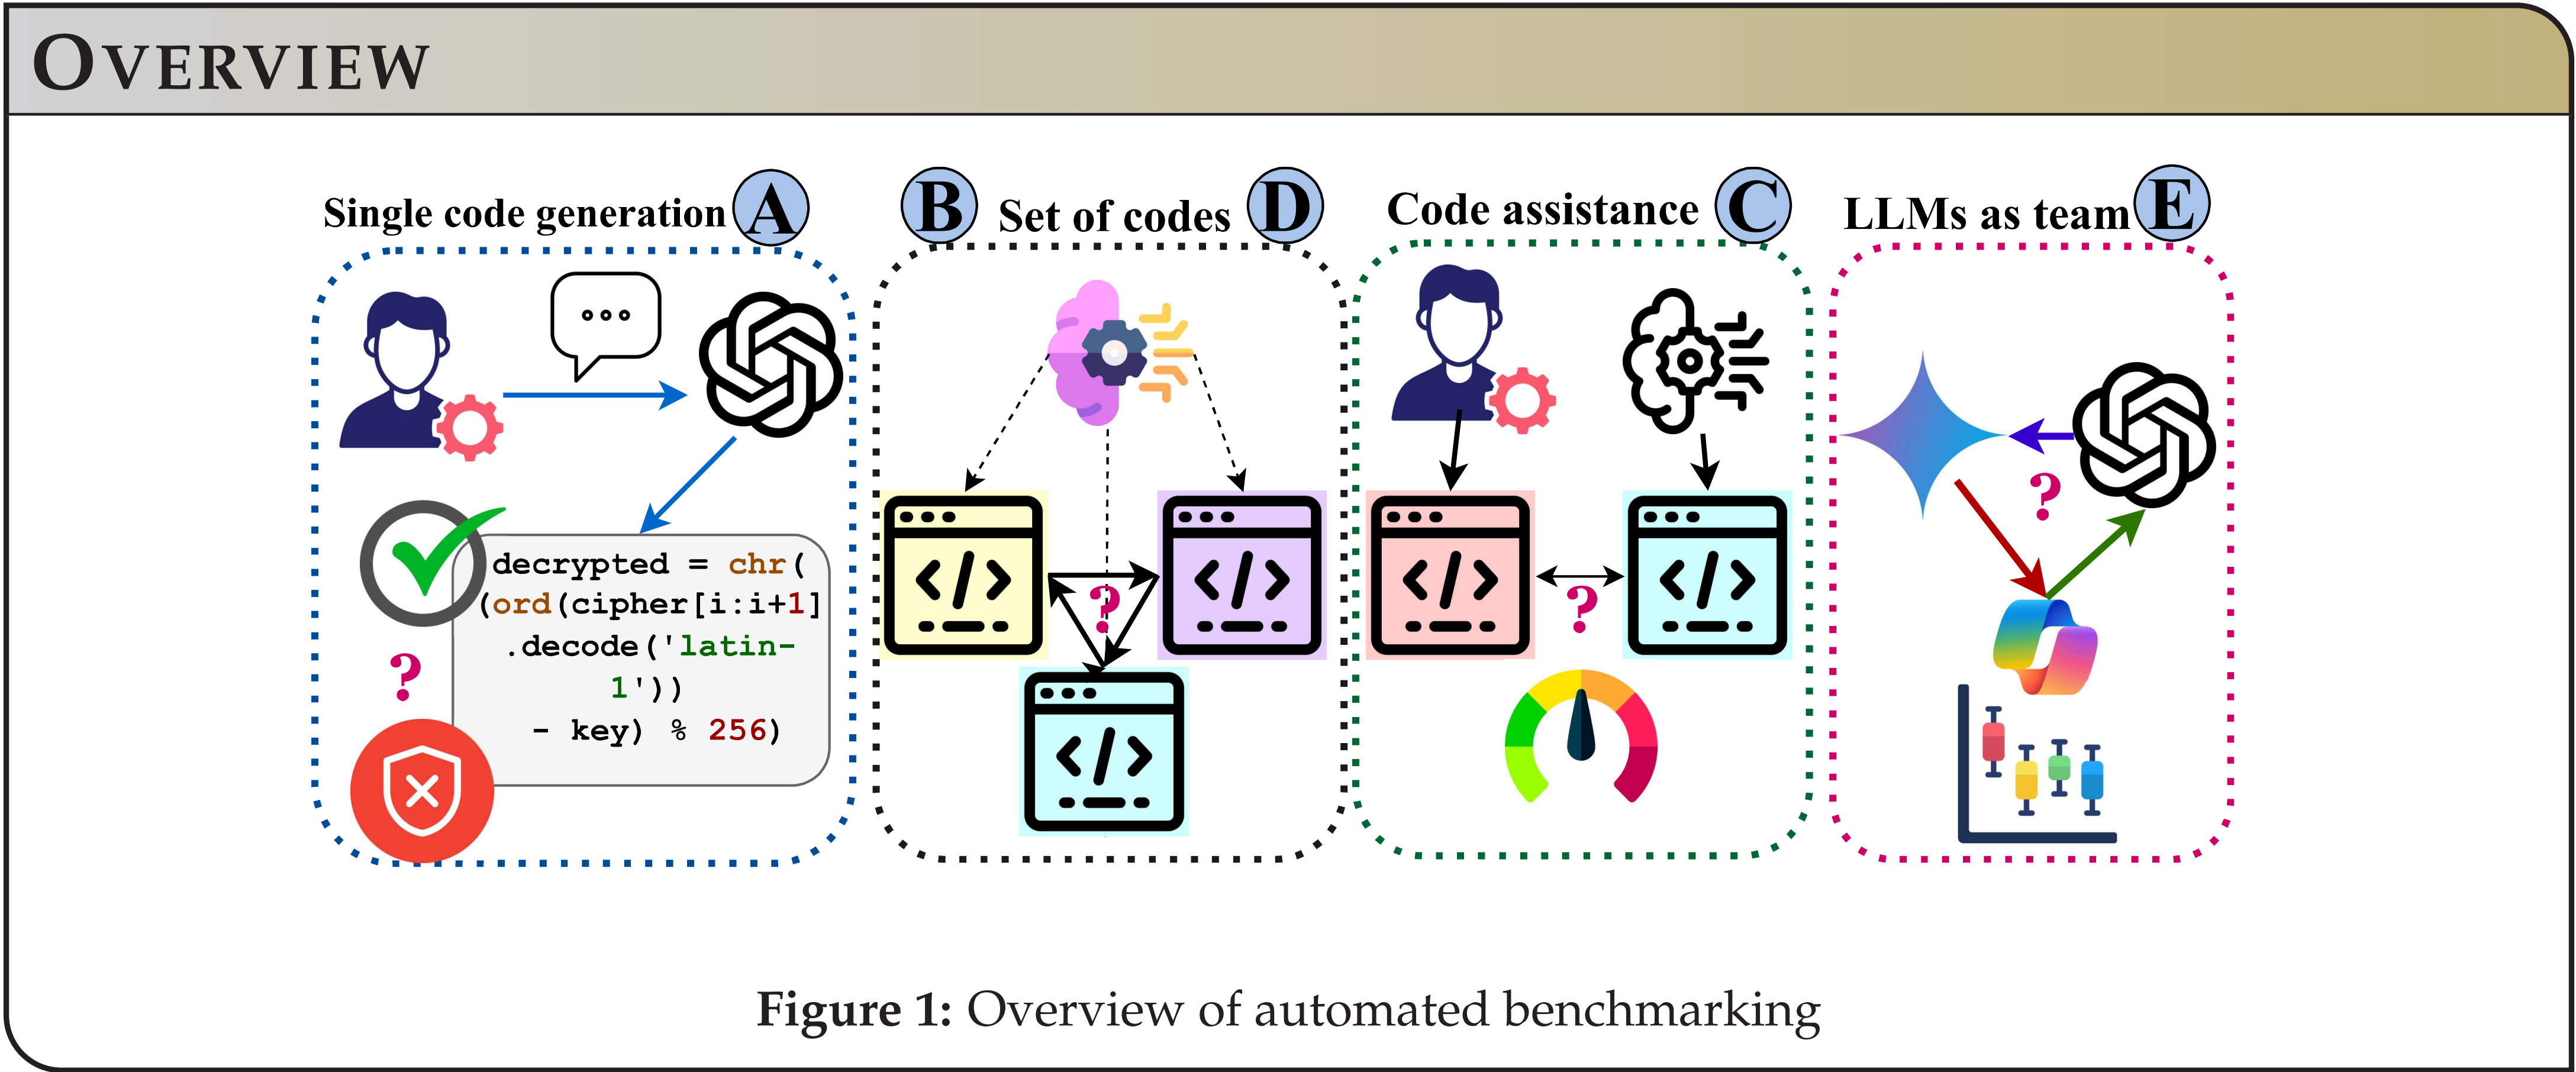 OVERVIEW
Single code generation A
B Set of codes D
Code assistance C
LLMs as team E
decrypted = chr(
(ord(cipher[i:i+1]
.decode('latin-
1'))
- key) % 256)
?
?
?
?
Figure 1: Overview of automated benchmarking